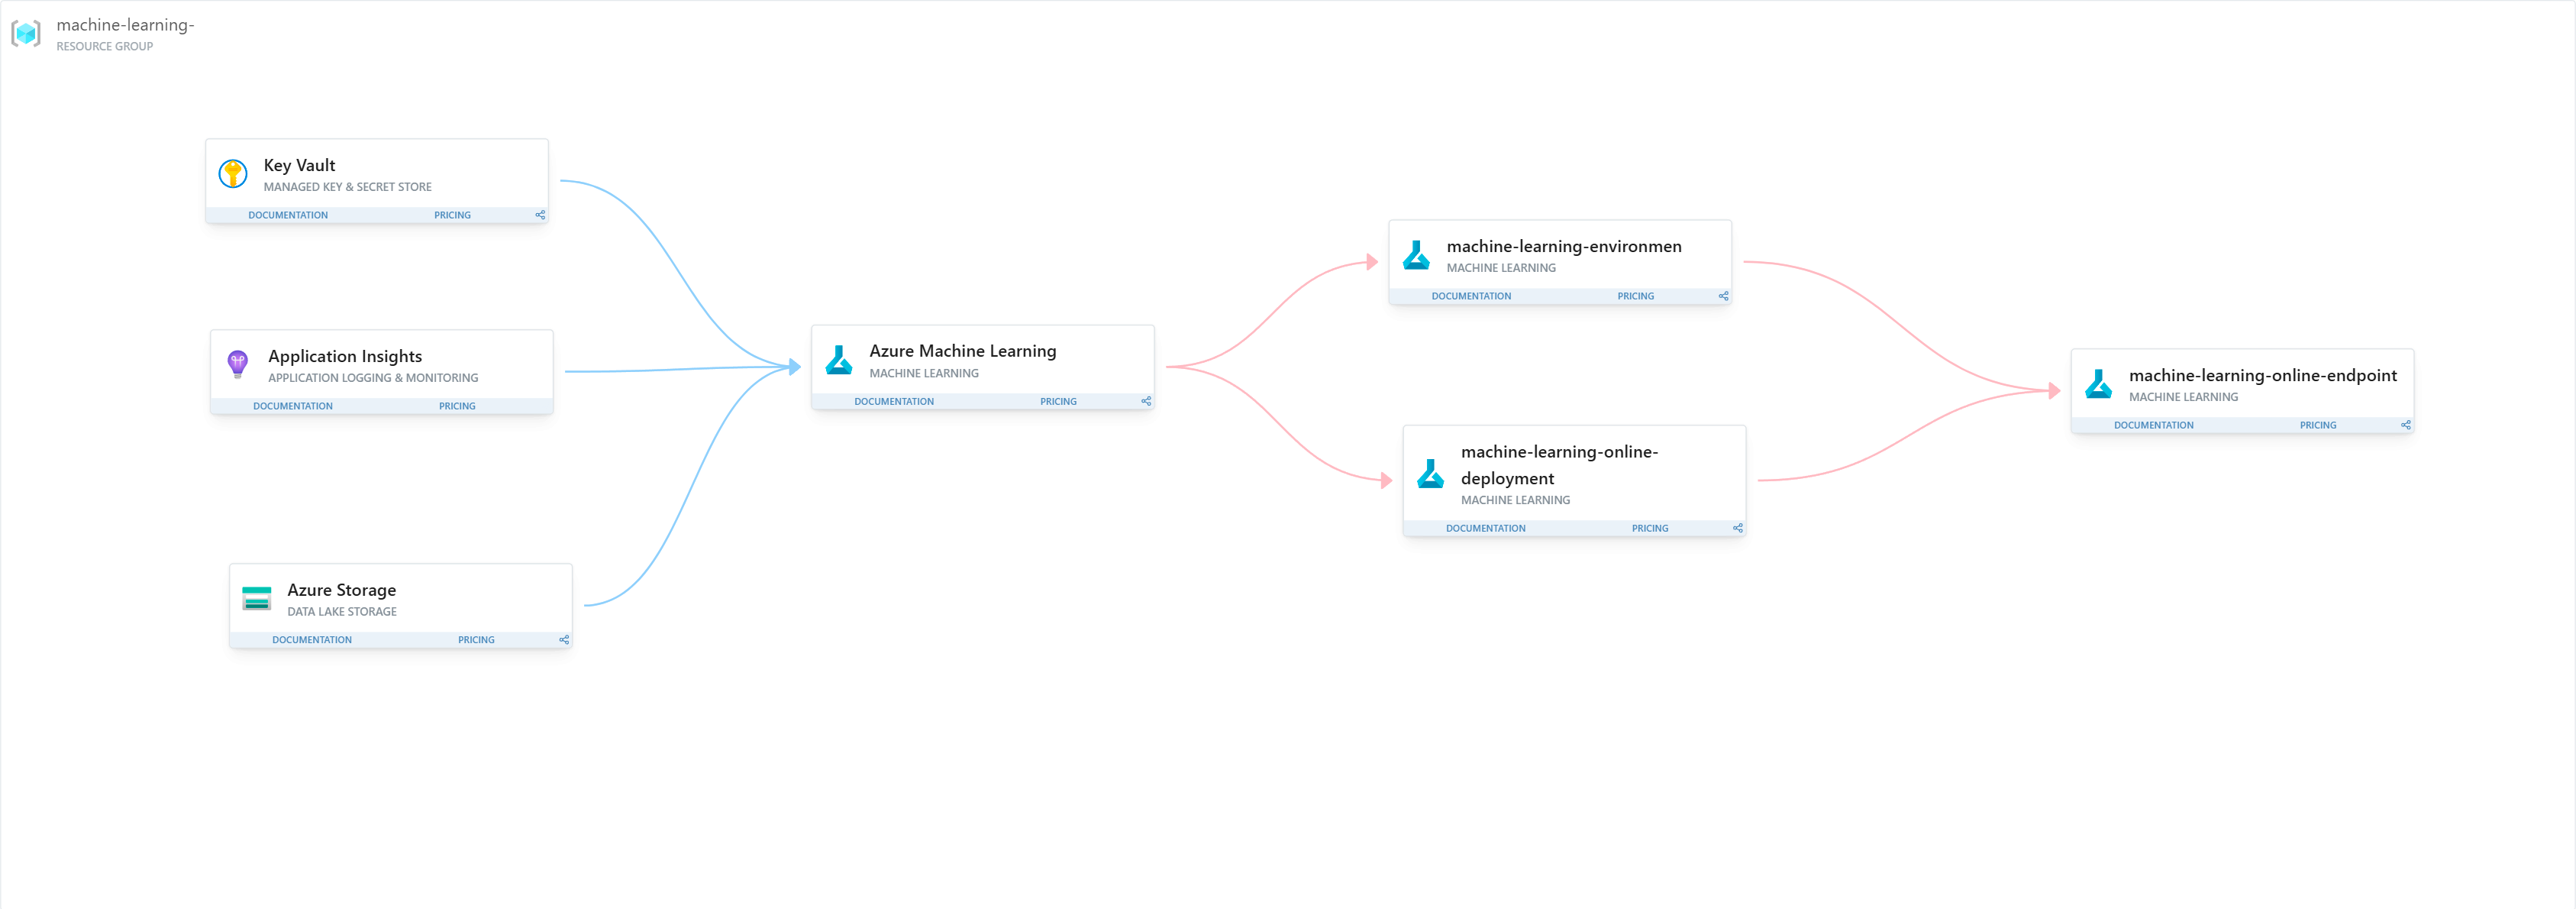 machine-learning-
RESOURCE GROUP
Key Vault
MANAGED KEY & SECRET STORE
DOCUMENTATION PRICING
Application Insights
APPLICATION LOGGING & MONITORING
DOCUMENTATION PRICING
Azure Storage
DATA LAKE STORAGE
DOCUMENTATION PRICING
Azure Machine Learning
MACHINE LEARNING
DOCUMENTATION PRICING
machine-learning-environmen
MACHINE LEARNING
DOCUMENTATION PRICING
machine-learning-online-
deployment
MACHINE LEARNING
DOCUMENTATION PRICING
machine-learning-online-endpoint
MACHINE LEARNING
DOCUMENTATION PRICING